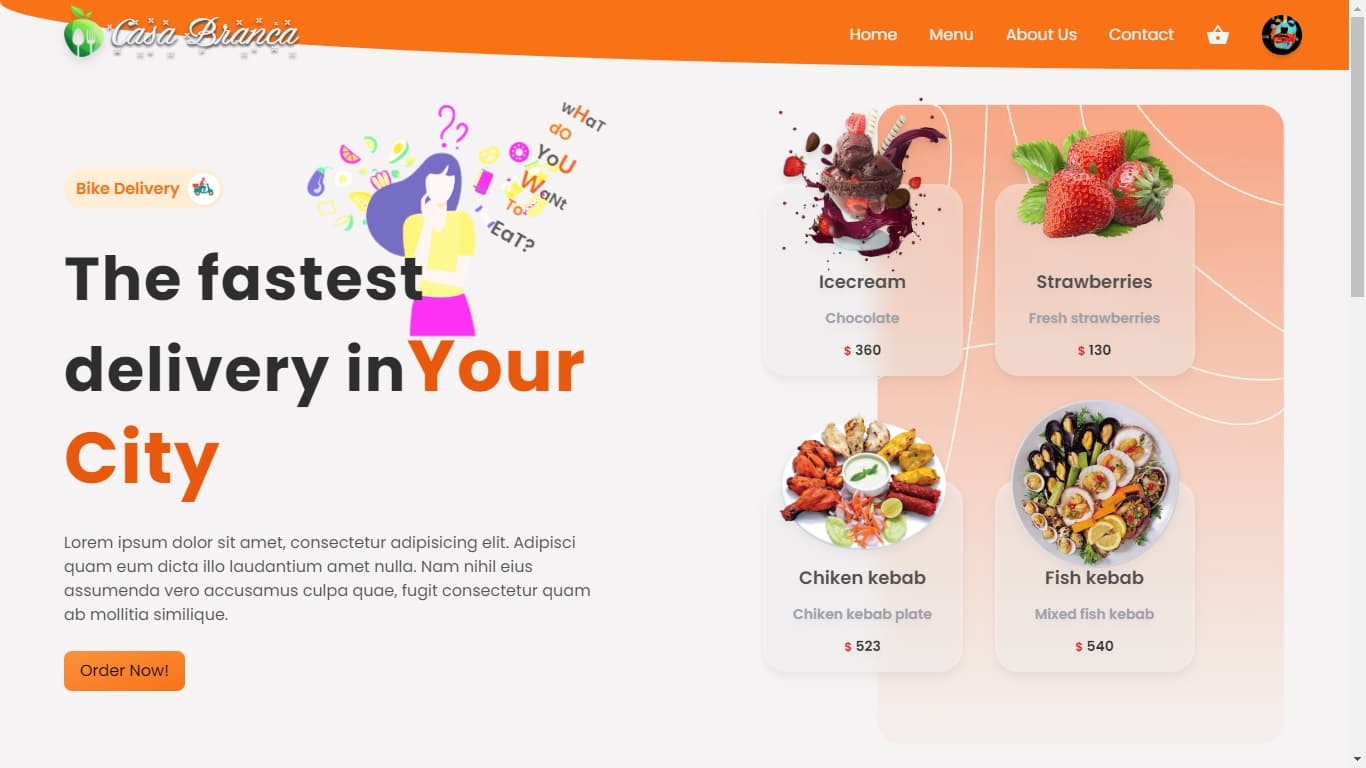 Casa Branca
Home Menu About Us Contact
??
wHaT
dO
YoU
WaNt
To
EaT?
Bike Delivery
The fastest
delivery inYour
City
Lorem ipsum dolor sit amet, consectetur adipisicing elit. Adipisci
quam eum dicta illo laudantium amet nulla. Nam nihil eius
assumenda vero accusamus culpa quae, fugit consectetur quam
ab mollitia similique.
Order Now!
Icecream
Chocolate
$ 360
Strawberries
Fresh strawberries
$ 130
Chiken kebab
Chiken kebab plate
$ 523
Fish kebab
Mixed fish kebab
$ 540